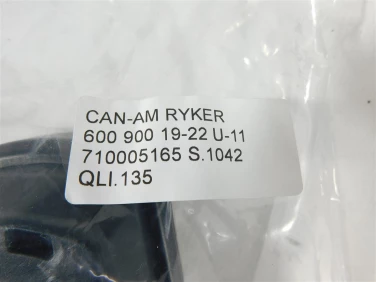 CAN-AM RYKER
600 900 19-22 U-11
710005165 S.1042
QLI.135